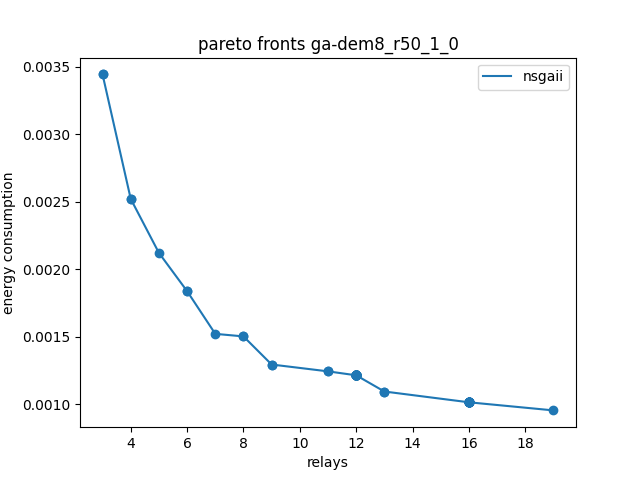 pareto fronts ga-dem8_r50_1_0
nsgaii
0.0035
0.0030
0.0025
0.0020
0.0015
0.0010
energy consumption
4 6 8 10 12 14 16 18
relays